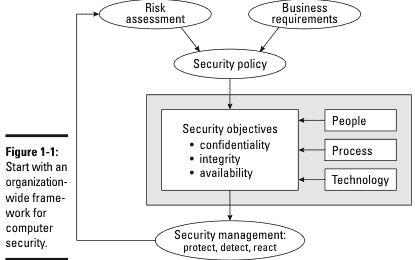 Risk
assessment
Business
requirements
Security policy
Security objectives
• confidentiality
• integrity
• availability
People
Process
Technology
Security management:
protect, detect, react
Figure 1-1:
Start with an
organization-
wide frame-
work for
computer
security.